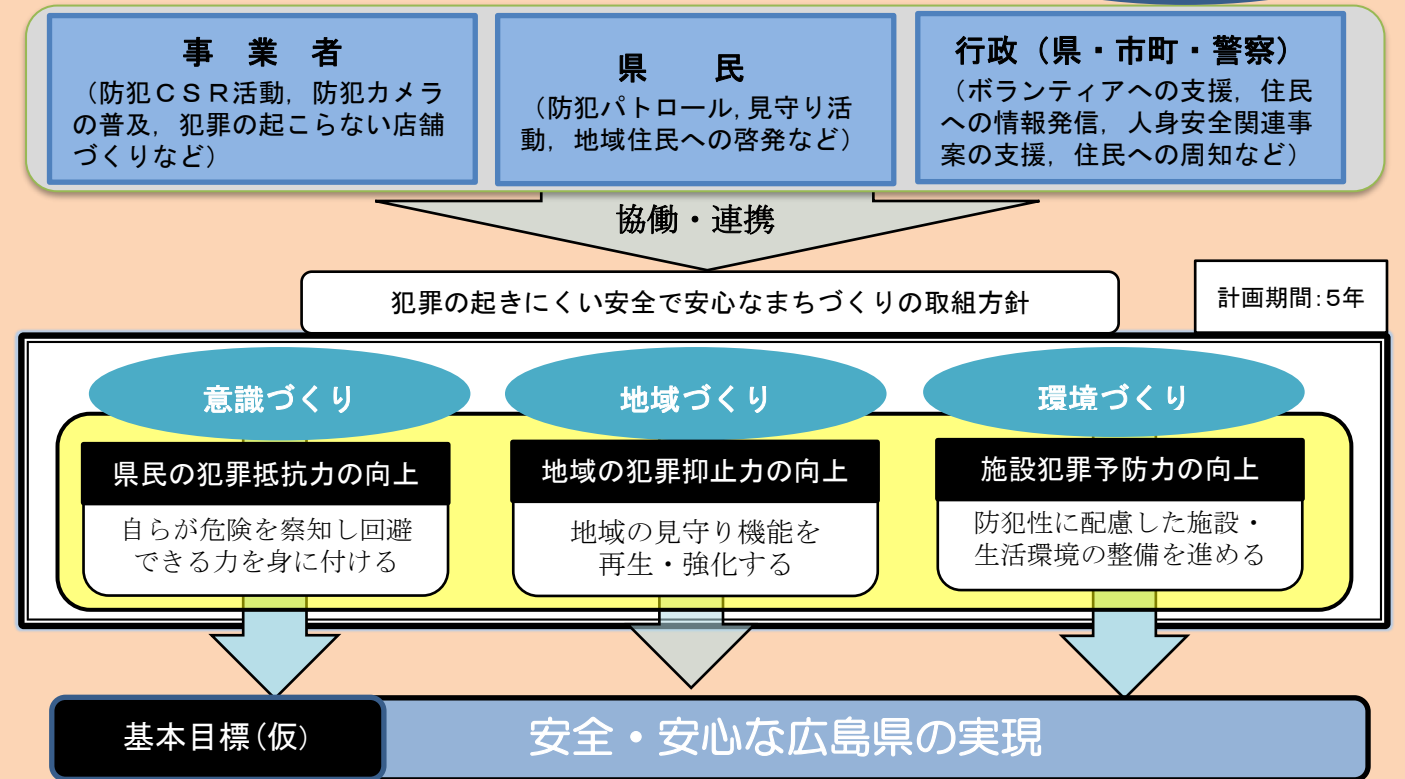 事 業 者
（防犯ＣＳＲ活動，防犯カメラ
の普及，犯罪の起こらない店舗
づくりなど）
県 民
（防犯パトロール,見守り活
動，地域住民への啓発など）
行政（県・市町・警察）
（ボランティアへの支援，住民
への情報発信，人身安全関連事
案の支援，住民への周知など）
協働・連携
犯罪の起きにくい安全で安心なまちづくりの取組方針
計画期間：５年
意識づくり
地域づくり
環境づくり
県民の犯罪抵抗力の向上
自らが危険を察知し回避
できる力を身に付ける
地域の犯罪抑止力の向上
地域の見守り機能を
再生・強化する
施設犯罪予防力の向上
防犯性に配慮した施設・
生活環境の整備を進める
基本目標（仮）
安全・安心な広島県の実現